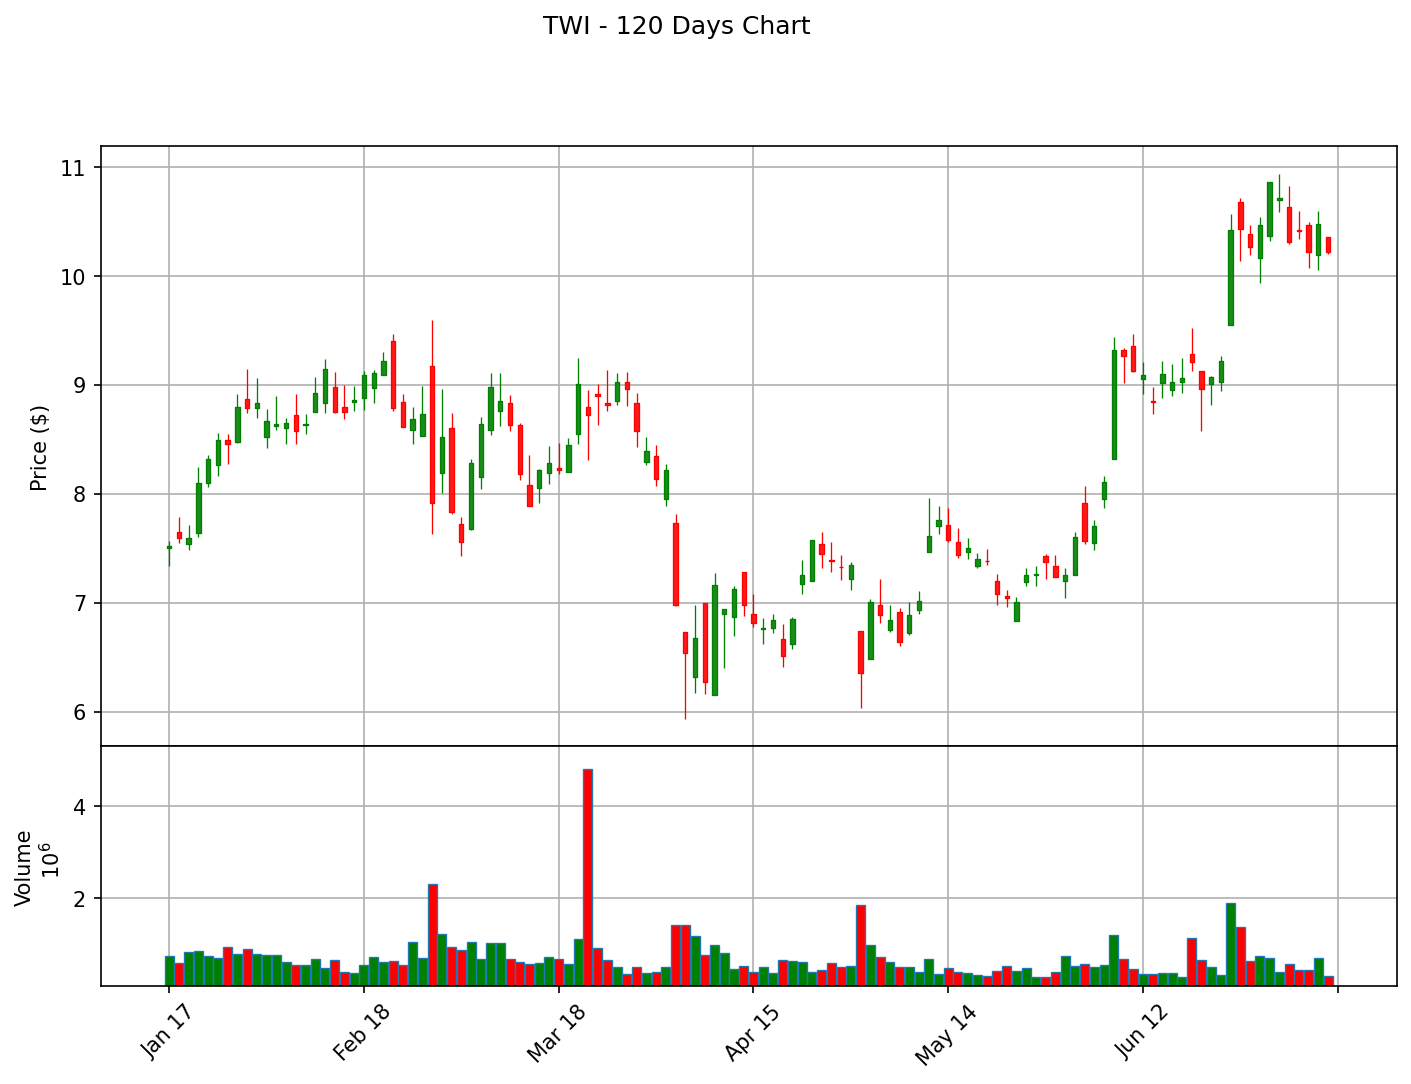 TWI - 120 Days Chart
11
10
9
8
7
6
Price ($)
4
2
Volume
10⁶
Jan 17
Feb 18
Mar 18
Apr 15
May 14
Jun 12